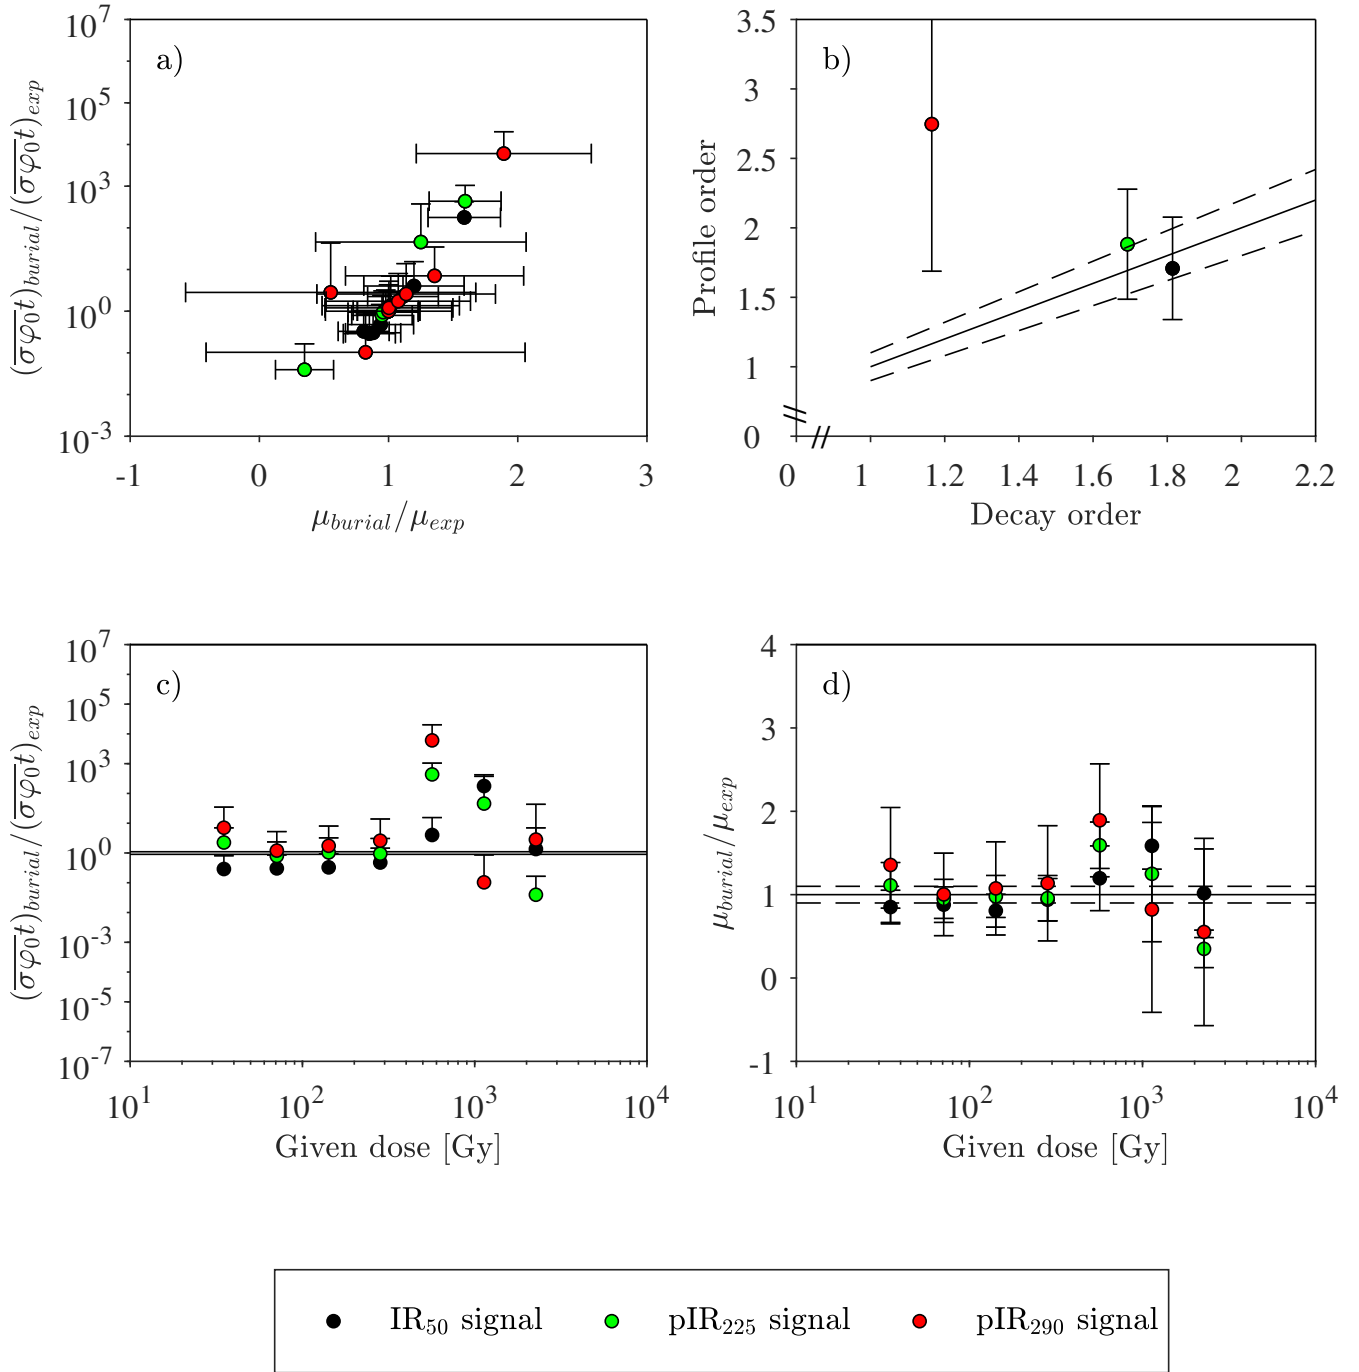 a)
10^7
10^5
10^3
10^0
10^-3
-1 0 1 2 3
(σφ₀t)_burial/(σφ₀t)_exp
μ_burial/μ_exp
b)
3.5
3
2.5
2
1.5
1
0
0 1 1.2 1.4 1.6 1.8 2 2.2
Profile order
Decay order
c)
10^7
10^5
10^3
10^0
10^-3
10^-5
10^-7
10^1 10^2 10^3 10^4
(σφ₀t)_burial/(σφ₀t)_exp
Given dose [Gy]
d)
4
3
2
1
0
-1
10^1 10^2 10^3 10^4
μ_burial/μ_exp
Given dose [Gy]
IR₅₀ signal pIR₂₂₅ signal pIR₂₉₀ signal